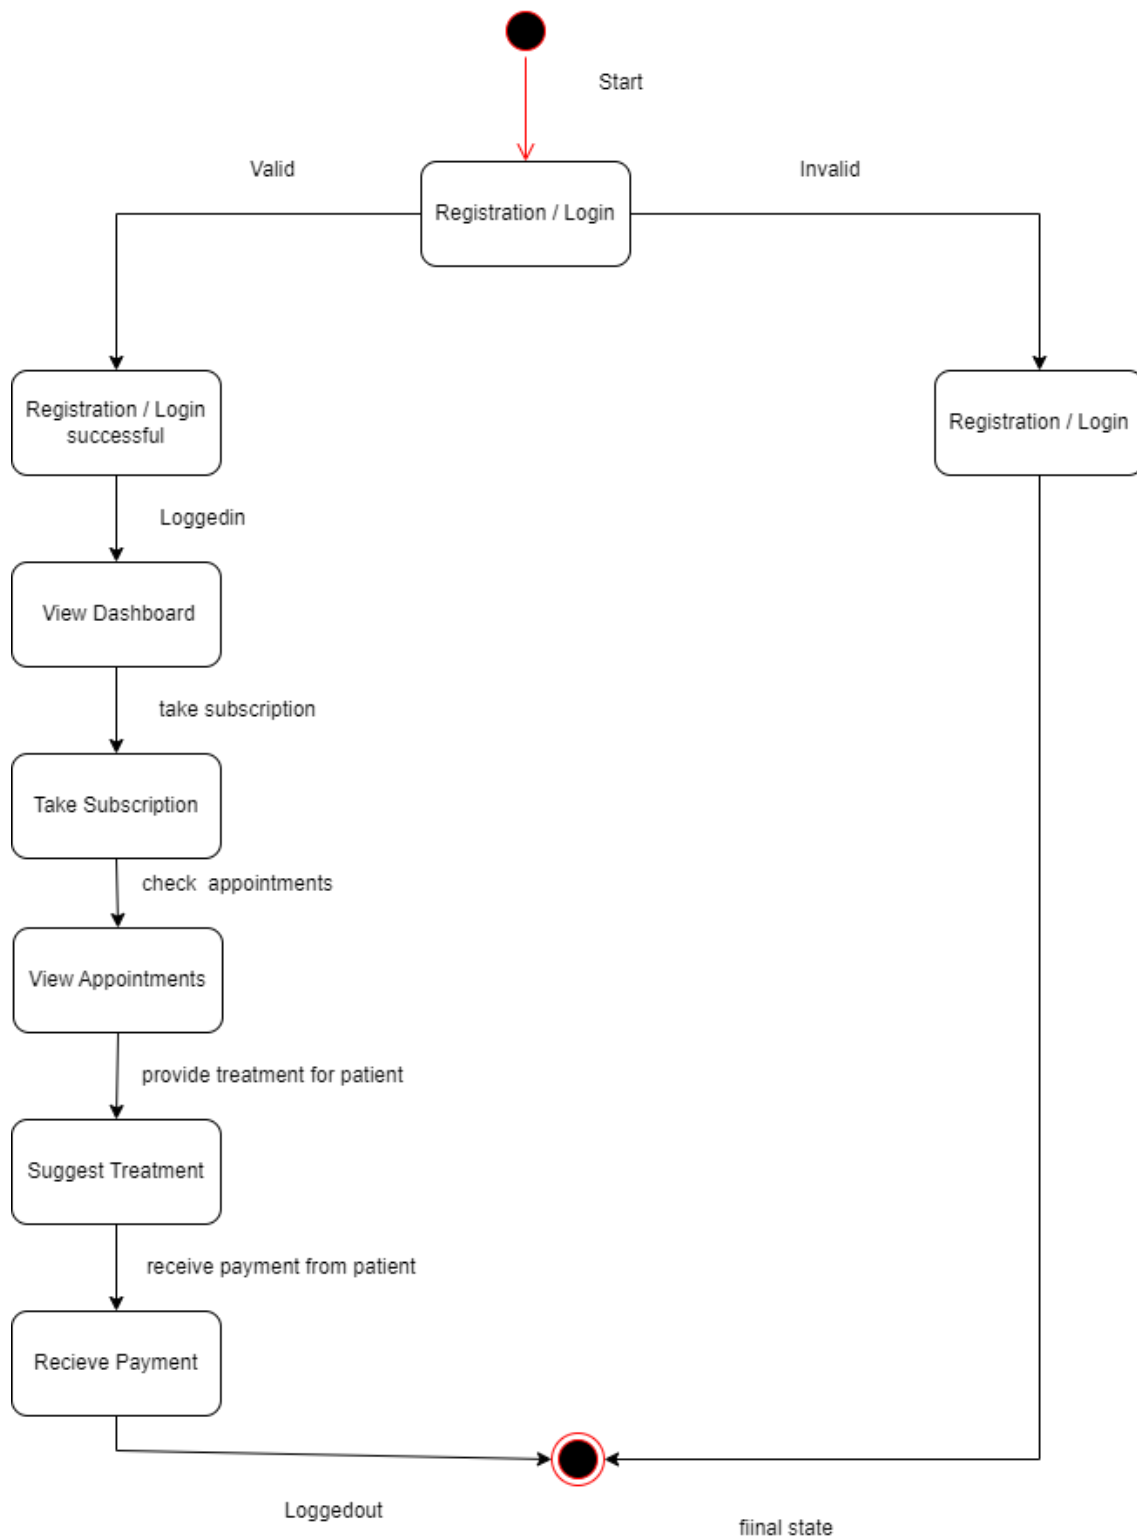 Start
Valid
Invalid
Registration / Login
Registration / Login
successful
Registration / Login
Loggedin
View Dashboard
take subscription
Take Subscription
check  appointments
View Appointments
provide treatment for patient
Suggest Treatment
receive payment from patient
Recieve Payment
Loggedout
fiinal state